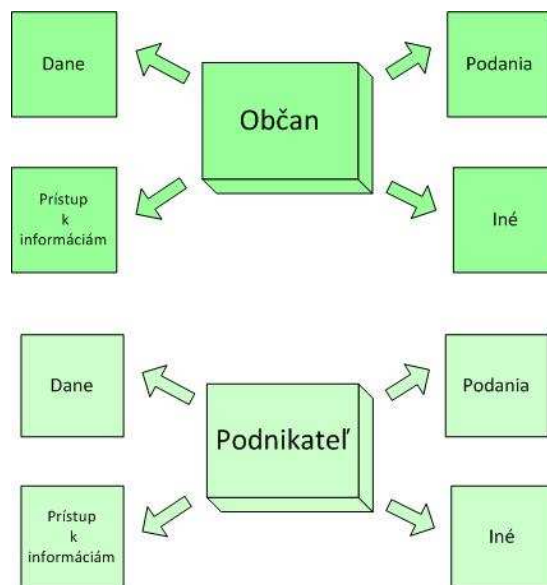 Dane
Občan
Podania
Prístup
k
informáciám
Iné
Dane
Podnikateľ
Podania
Prístup
k
informáciám
Iné